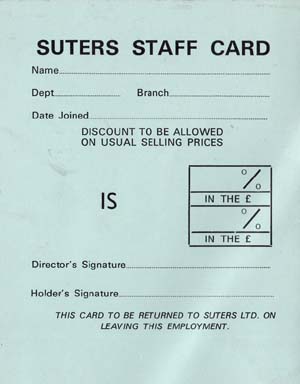 SUTERS STAFF CARD
Name
Dept Branch
Date Joined
DISCOUNT TO BE ALLOWED
ON USUAL SELLING PRICES
IS
%
IN THE £
%
IN THE £
Director's Signature
Holder's Signature
THIS CARD TO BE RETURNED TO SUTERS LTD. ON
LEAVING THIS EMPLOYMENT.